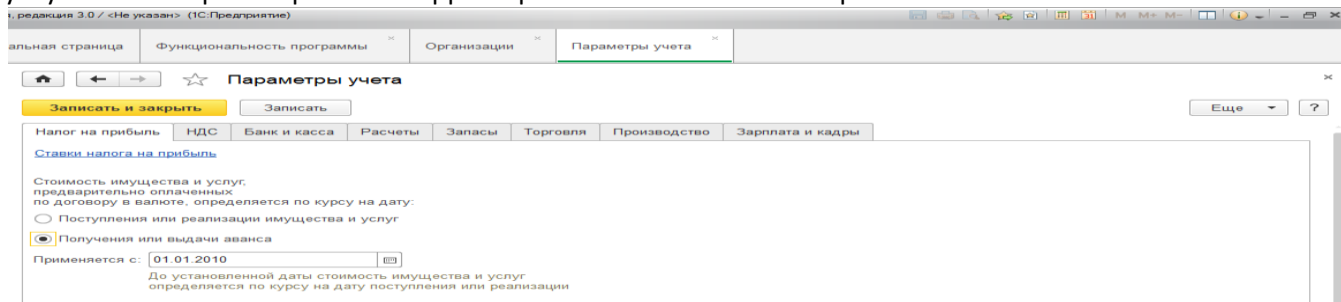 , редакция 3.0 / <Не указан> (1С:Предприятие) M M+ M-
альная страница Функциональность программы Организации Параметры учета
Параметры учета
Записать и закрыть Записать Еще ?
Налог на прибыль НДС Банк и касса Расчеты Запасы Торговля Производство Зарплата и кадры
Ставки налога на прибыль
Стоимость имущества и услуг,
предварительно оплаченных
по договору в валюте, определяется по курсу на дату:
Поступления или реализации имущества и услуг
Получения или выдачи аванса
Применяется с: 01.01.2010
До установленной даты стоимость имущества и услуг
определяется по курсу на дату поступления или реализации